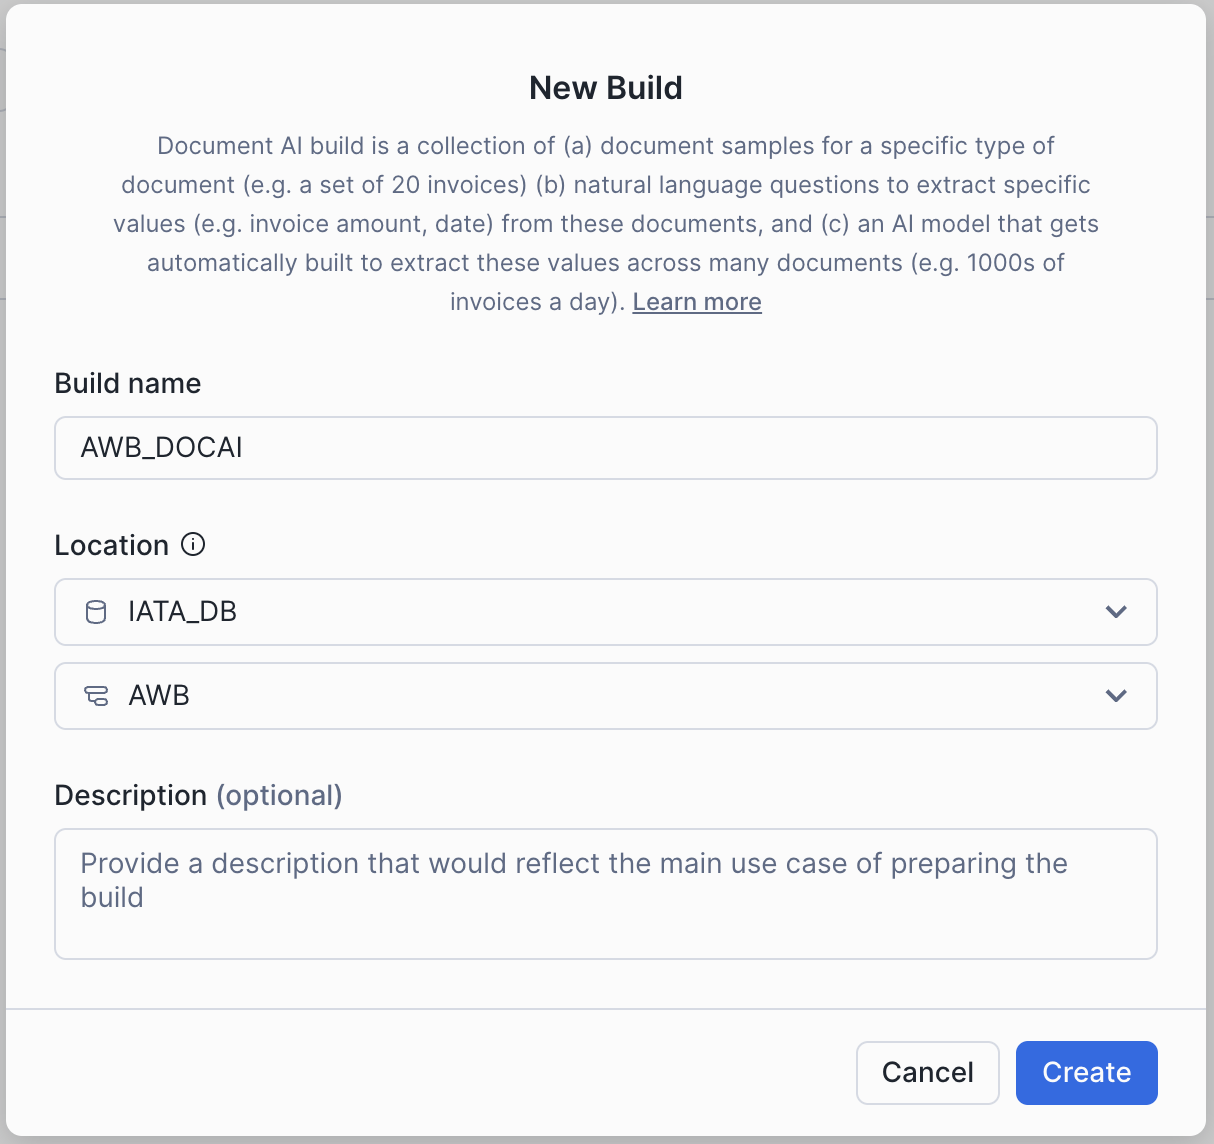 New Build
Document AI build is a collection of (a) document samples for a specific type of
document (e.g. a set of 20 invoices) (b) natural language questions to extract specific
values (e.g. invoice amount, date) from these documents, and (c) an AI model that gets
automatically built to extract these values across many documents (e.g. 1000s of
invoices a day). Learn more
Build name
AWB_DOCAI
Location
IATA_DB
AWB
Description (optional)
Provide a description that would reflect the main use case of preparing the
build
Cancel
Create